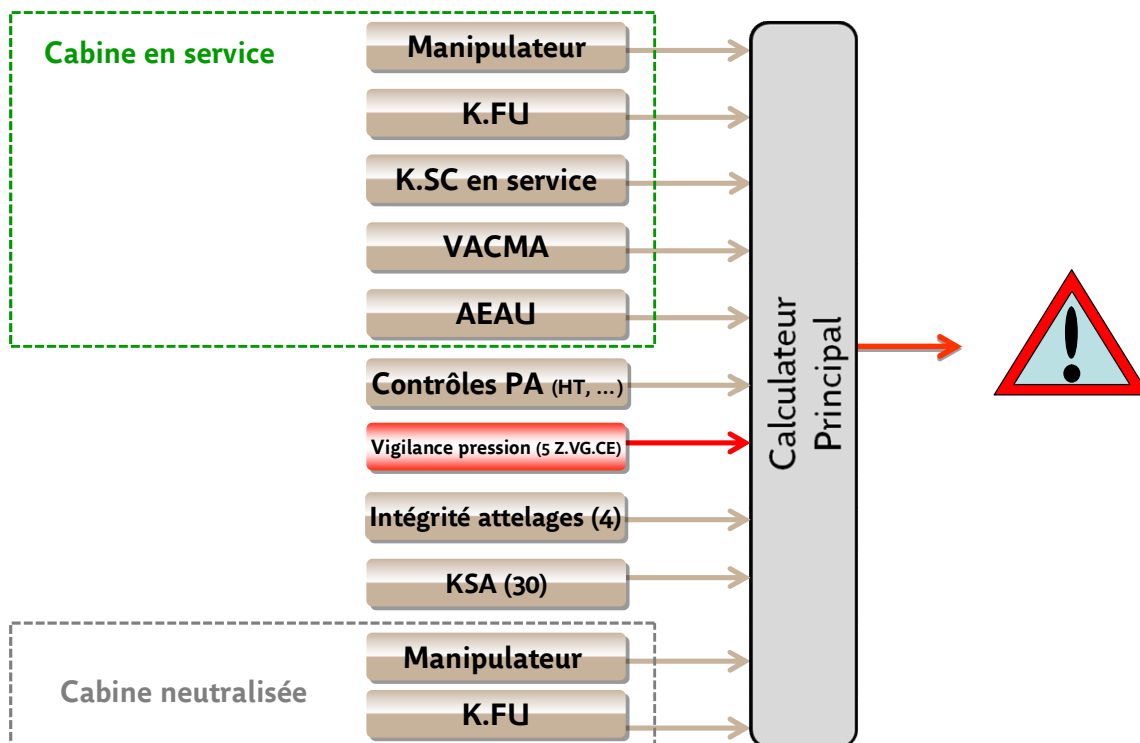 Cabine en service
Manipulateur
K.FU
K.SC en service
VACMA
AEAU
Contrôles PA (HT, ...)
Vigilance pression (5 Z.VG.CE)
Intégrité attelages (4)
KSA (30)
Cabine neutralisée
Manipulateur
K.FU
Calculateur
Principal
!